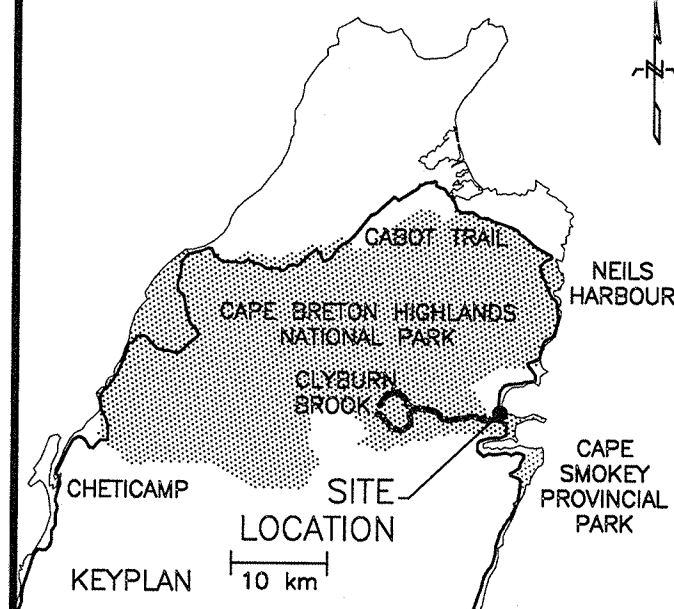 N
CABOT TRAIL
NEILS
HARBOUR
CAPE BRETON HIGHLANDS
NATIONAL PARK
CLYBURN
BROOK
CAPE
SMOKEY
PROVINCIAL
PARK
CHETICAMP
SITE
LOCATION
10 km
KEYPLAN